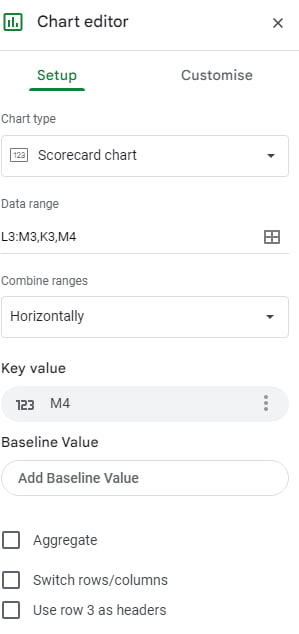 Chart editor
Setup Customise
Chart type
123 Scorecard chart
Data range
L3:M3,K3,M4
Combine ranges
Horizontally
Key value
123 M4
Baseline Value
Add Baseline Value
Aggregate
Switch rows/columns
Use row 3 as headers